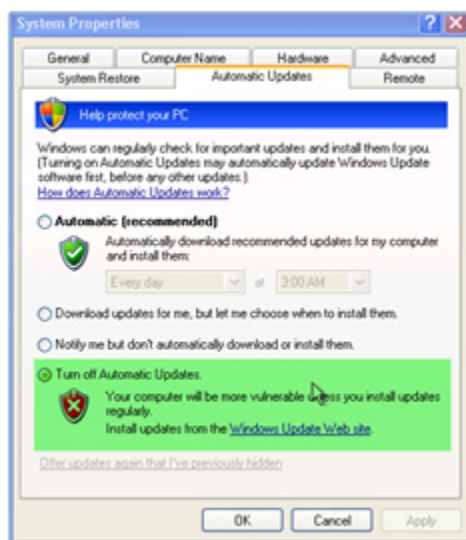 System Properties
General Computer Name Hardware Advanced
System Restore Automatic Updates Remote
Help protect your PC
Windows can regularly check for important updates and install them for you.
(Turning on Automatic Updates may automatically update Windows Update
software first, before any other updates.)
How does Automatic Updates work?
Automatic (recommended)
Automatically download recommended updates for my computer
and install them:
Every day at 3:00 AM
Download updates for me, but let me choose when to install them.
Notify me but don't automatically download or install them.
Turn off Automatic Updates.
Your computer will be more vulnerable unless you install updates
regularly.
Install updates from the Windows Update Web site.
Offer updates again that I've previously hidden
OK Cancel Apply